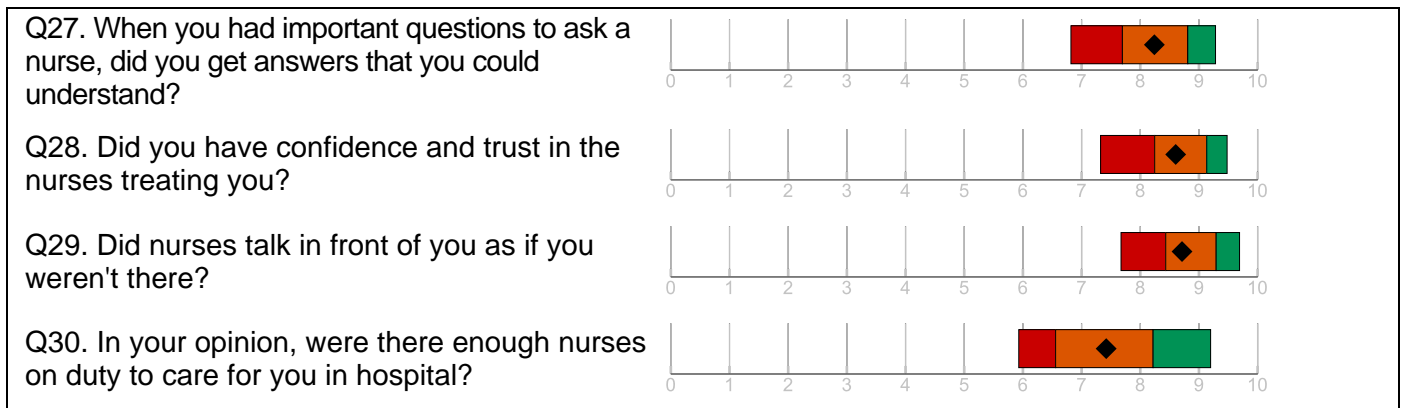 Q27. When you had important questions to ask a
nurse, did you get answers that you could
understand?
0 1 2 3 4 5 6 7 8 9 10
Q28. Did you have confidence and trust in the
nurses treating you?
0 1 2 3 4 5 6 7 8 9 10
Q29. Did nurses talk in front of you as if you
weren't there?
0 1 2 3 4 5 6 7 8 9 10
Q30. In your opinion, were there enough nurses
on duty to care for you in hospital?
0 1 2 3 4 5 6 7 8 9 10